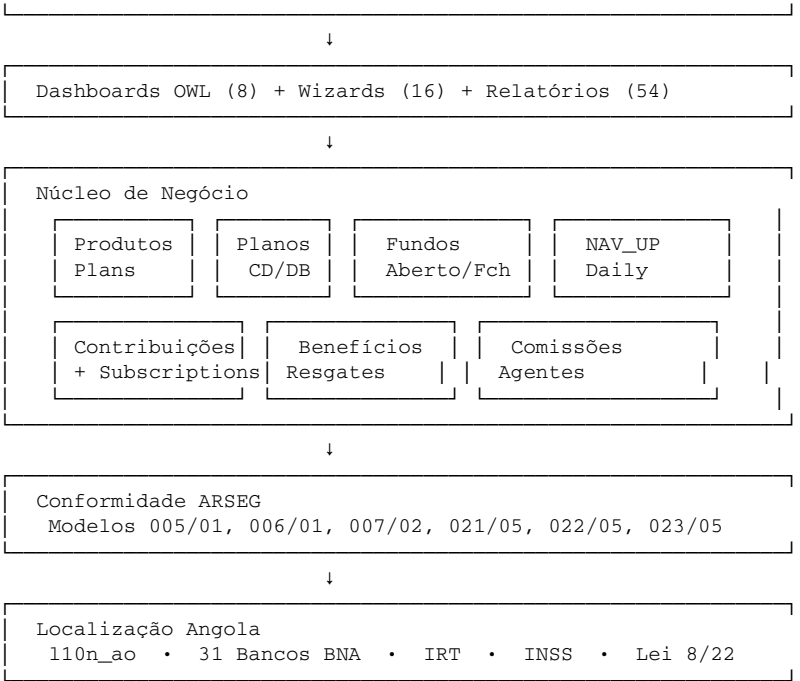 ↓
Dashboards OWL (8) + Wizards (16) + Relatórios (54)
↓
Núcleo de Negócio
Produtos Planos Fundos NAV_UP
Plans CD/DB Aberto/Fch Daily
Contribuições Benefícios Comissões
+ Subscriptions Resgates Agentes
↓
Conformidade ARSEG
Modelos 005/01, 006/01, 007/02, 021/05, 022/05, 023/05
↓
Localização Angola
l10n_ao • 31 Bancos BNA • IRT • INSS • Lei 8/22